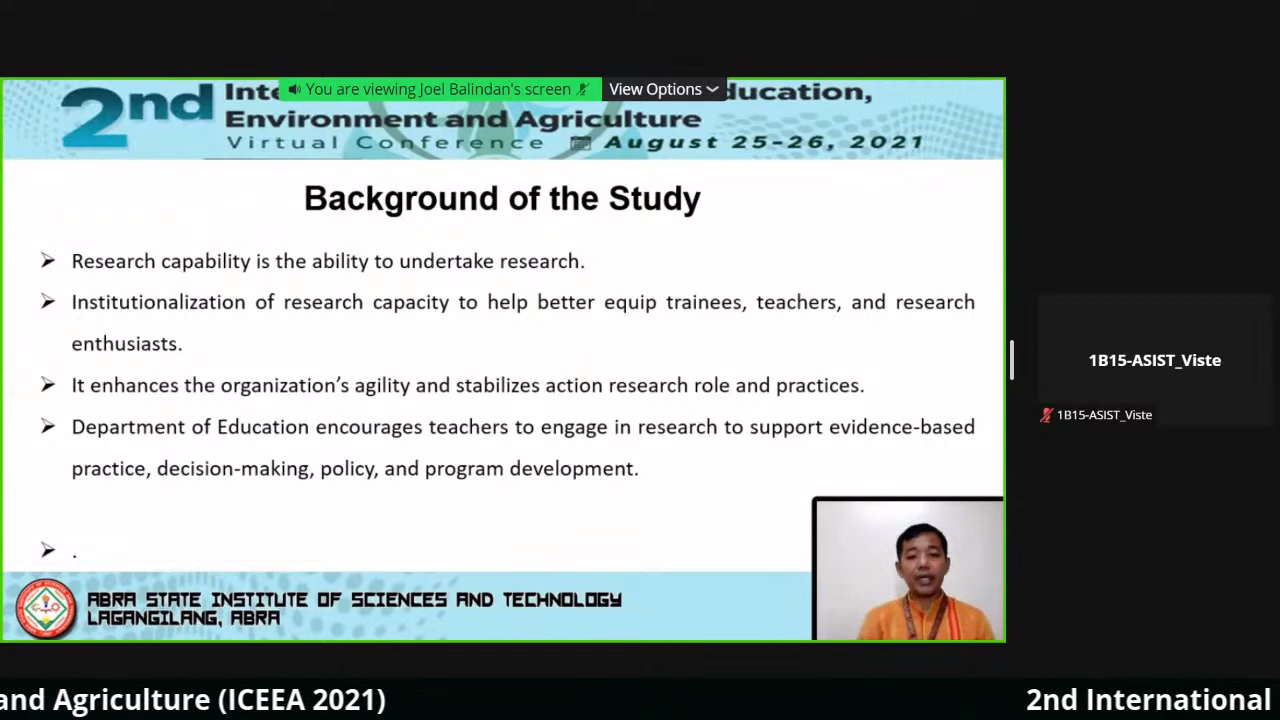 You are viewing Joel Balindan's screen
View Options
2nd
Inte
ducation,
Environment and Agriculture
Virtual Conference August 25-26, 2021
Background of the Study
Research capability is the ability to undertake research.
Institutionalization of research capacity to help better equip trainees, teachers, and research
enthusiasts.
It enhances the organization's agility and stabilizes action research role and practices.
Department of Education encourages teachers to engage in research to support evidence-based
practice, decision-making, policy, and program development.
.
ABRA STATE INSTITUTE OF SCIENCES AND TECHNOLOGY
LAGANGILANG, ABRA
1B15-ASIST_Viste
1B15-ASIST_Viste
and Agriculture (ICEEA 2021)
2nd International